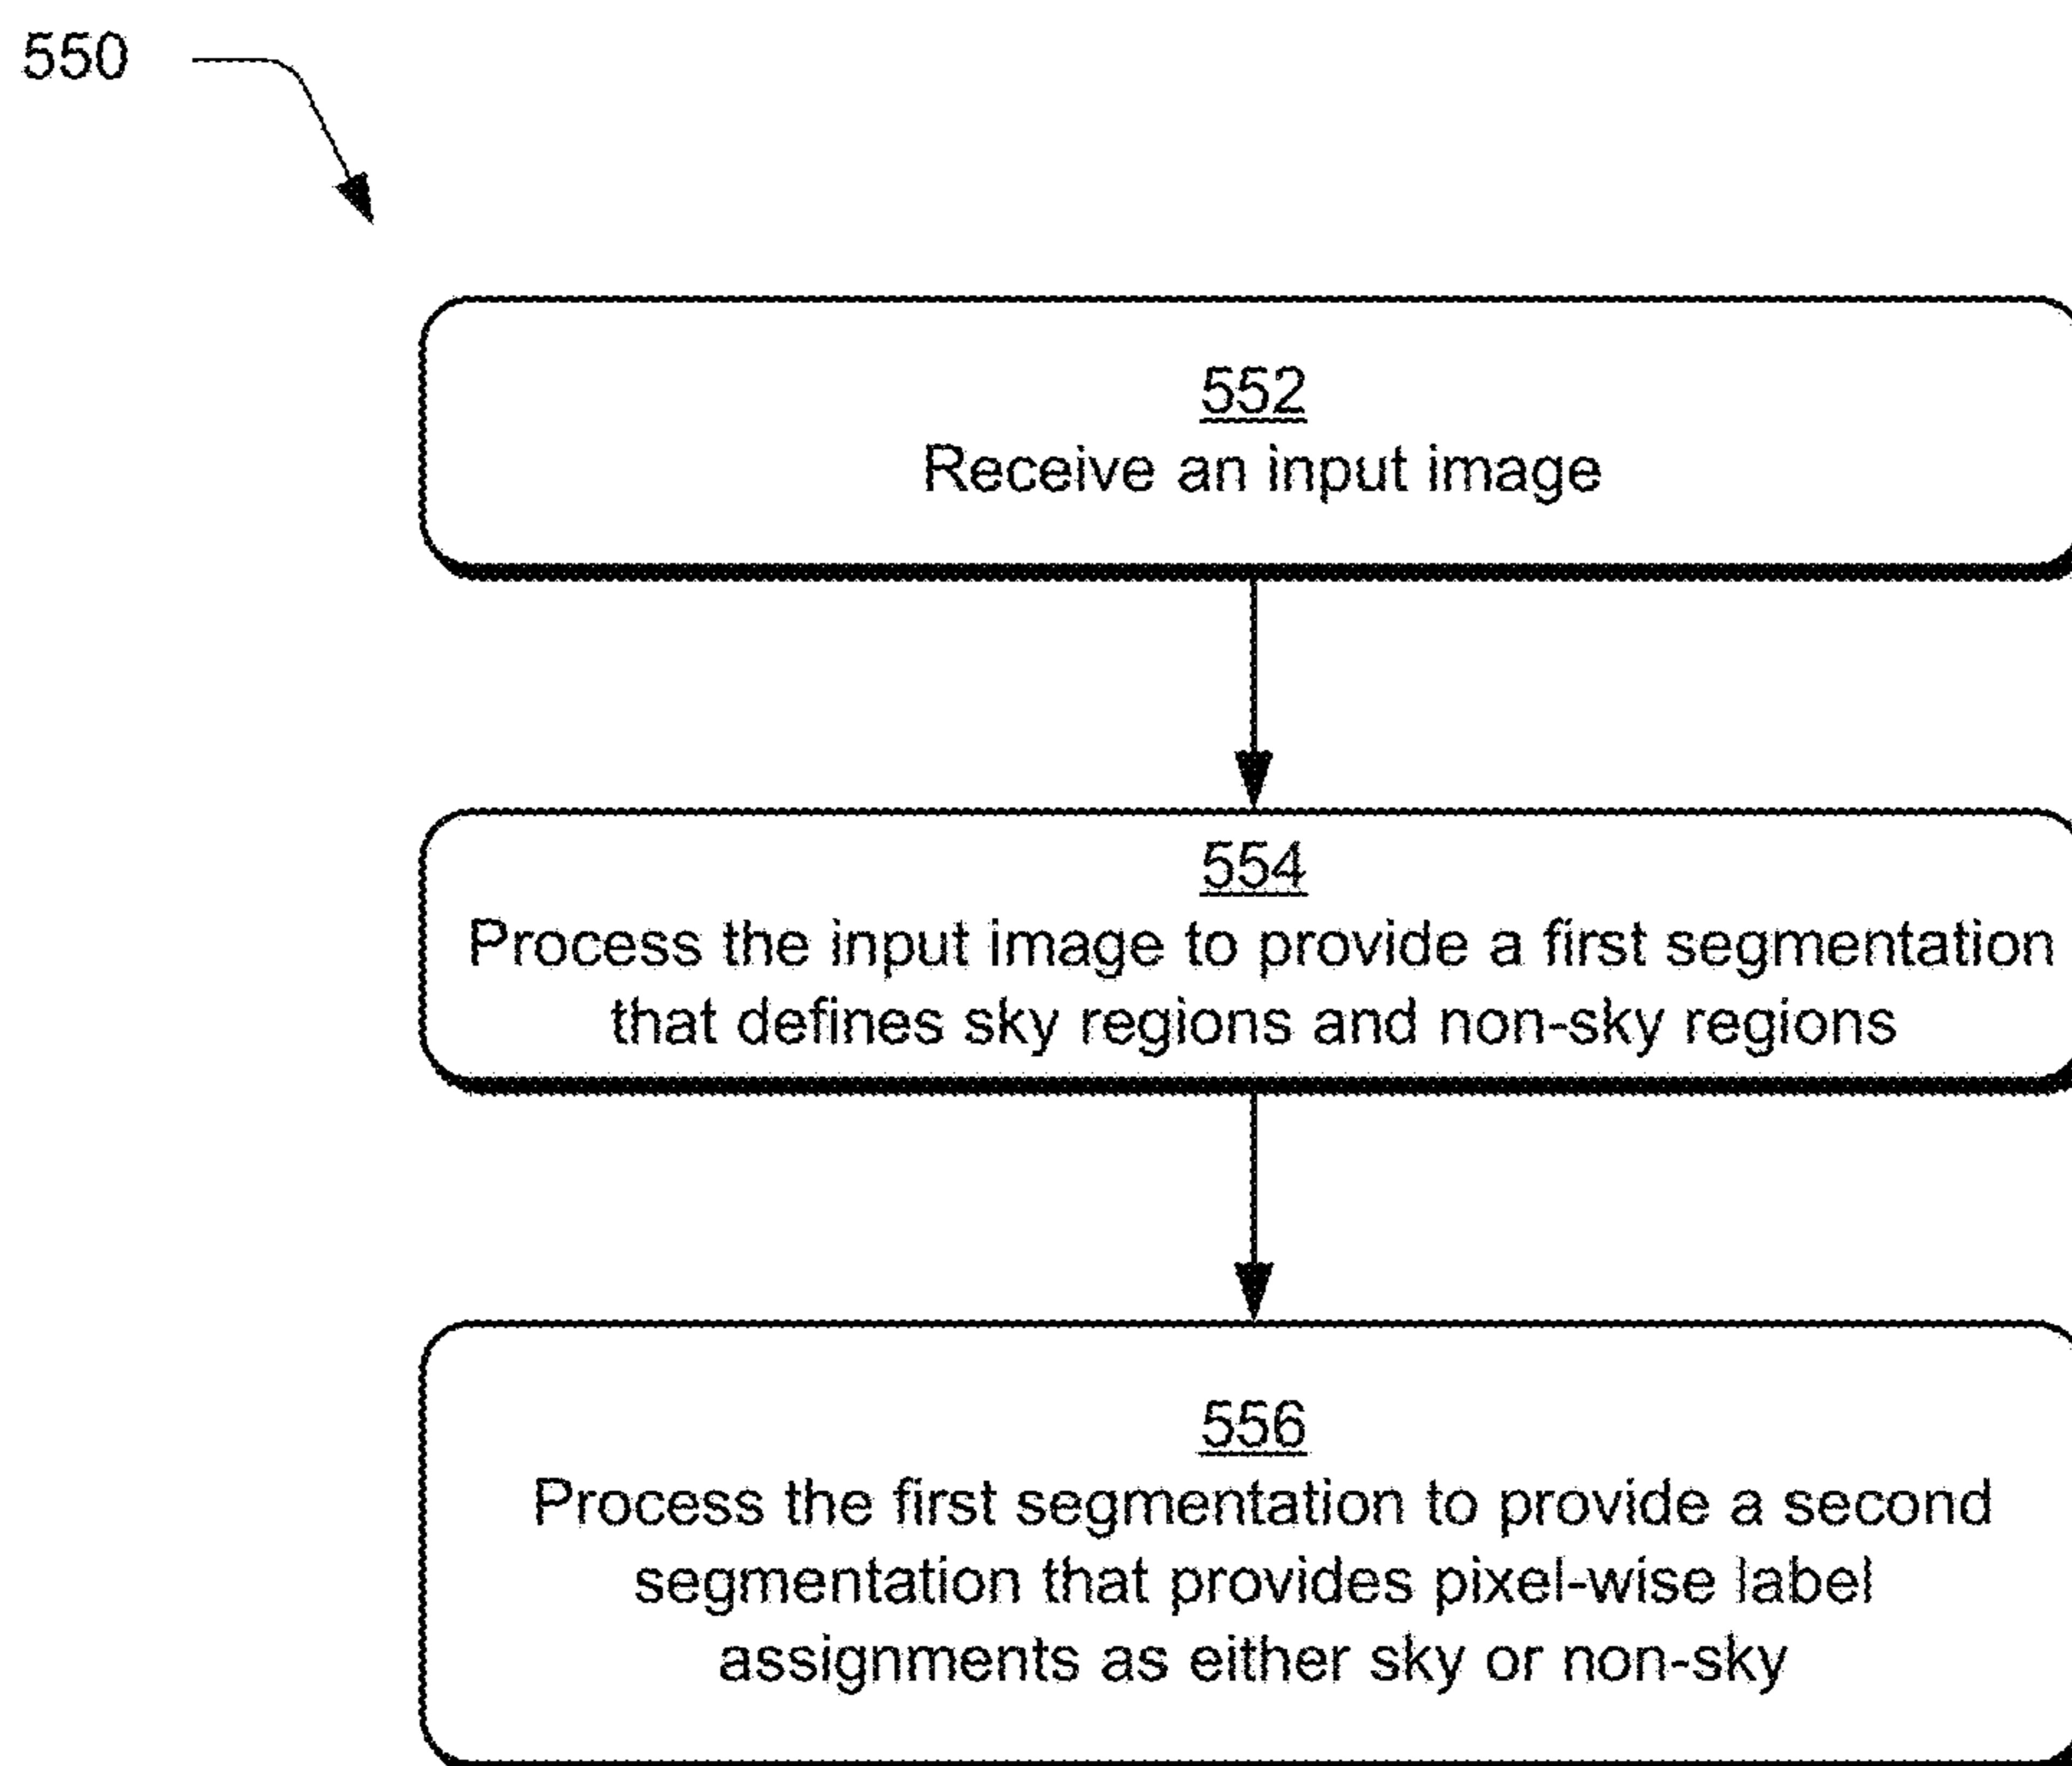 550
552
Receive an input image
554
Process the input image to provide a first segmentation
that defines sky regions and non-sky regions
556
Process the first segmentation to provide a second
segmentation that provides pixel-wise label
assignments as either sky or non-sky